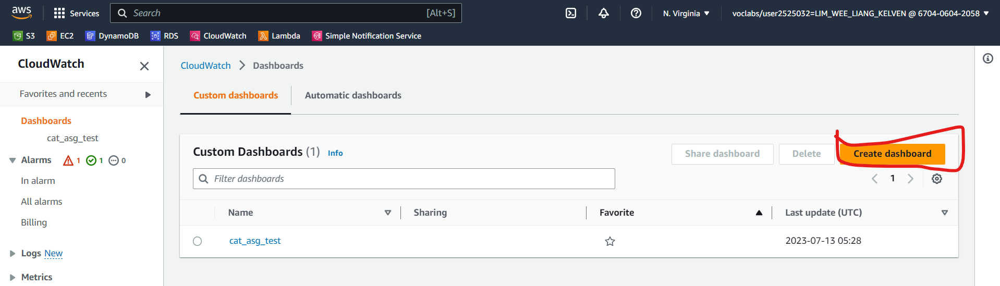 aws Services Search [Alt+S] N. Virginia voclabs/user2525032=LIM_WEE_LIANG_KELVEN @ 6704-0604-2058
S3 EC2 DynamoDB RDS CloudWatch Lambda Simple Notification Service
CloudWatch
Favorites and recents
Dashboards
cat_asg_test
Alarms 1 1 0
In alarm
All alarms
Billing
Logs New
Metrics
CloudWatch > Dashboards
Custom dashboards Automatic dashboards
Custom Dashboards (1) Info Share dashboard Delete Create dashboard
Filter dashboards 1
Name Sharing Favorite Last update (UTC)
cat_asg_test 2023-07-13 05:28